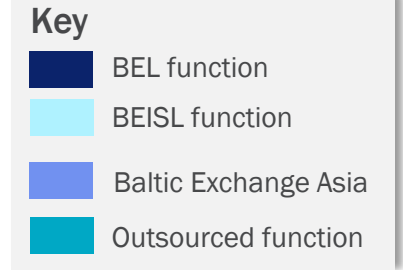 Key
BEL function
BEISL function
Baltic Exchange Asia
Outsourced function